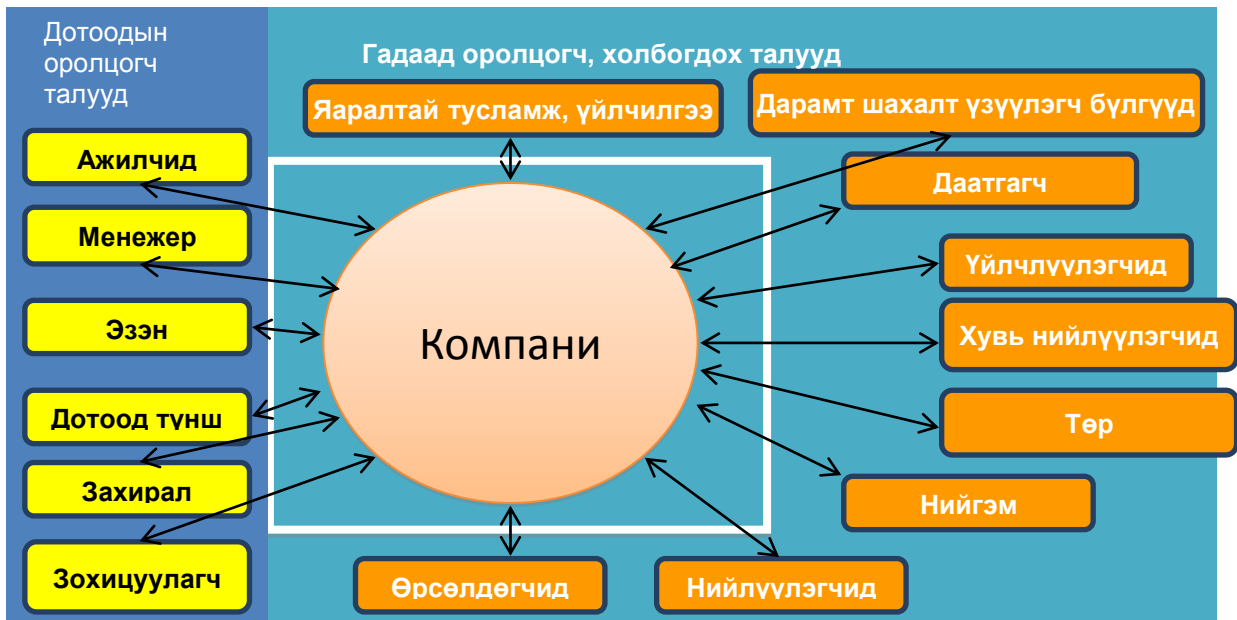 Дотоодын
оролцогч
талууд
Ажилчид
Менежер
Эзэн
Дотоод түнш
Захирал
Зохицуулагч
Гадаад оролцогч, холбогдох талууд
Яаралтай тусламж, үйлчилгээ
Дарамт шахалт үзүүлэгч бүлгүүд
Даатгагч
Үйлчлүүлэгчид
Хувь нийлүүлэгчид
Төр
Нийгэм
Нийлүүлэгчид
Өрсөлдөгчид
Компани